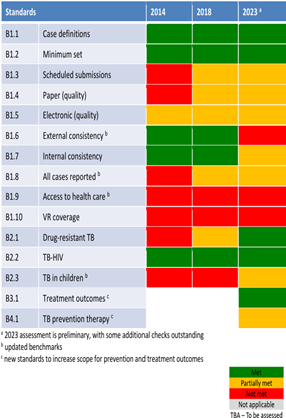 Standards 2014 2018 2023 ᵃ
B1.1 Case definitions
B1.2 Minimum set
B1.3 Scheduled submissions
B1.4 Paper (quality)
B1.5 Electronic (quality)
B1.6 External consistency ᵇ
B1.7 Internal consistency
B1.8 All cases reported ᵇ
B1.9 Access to health care ᵇ
B1.10 VR coverage
B2.1 Drug-resistant TB
B2.2 TB-HIV
B2.3 TB in children ᵇ
B3.1 Treatment outcomes ᶜ
B4.1 TB prevention therapy ᶜ
ᵃ 2023 assessment is preliminary, with some additional checks outstanding
ᵇ updated benchmarks
ᶜ new standards to increase scope for prevention and treatment outcomes
Met
Partially met
Not met
Not applicable
TBA – To be assessed